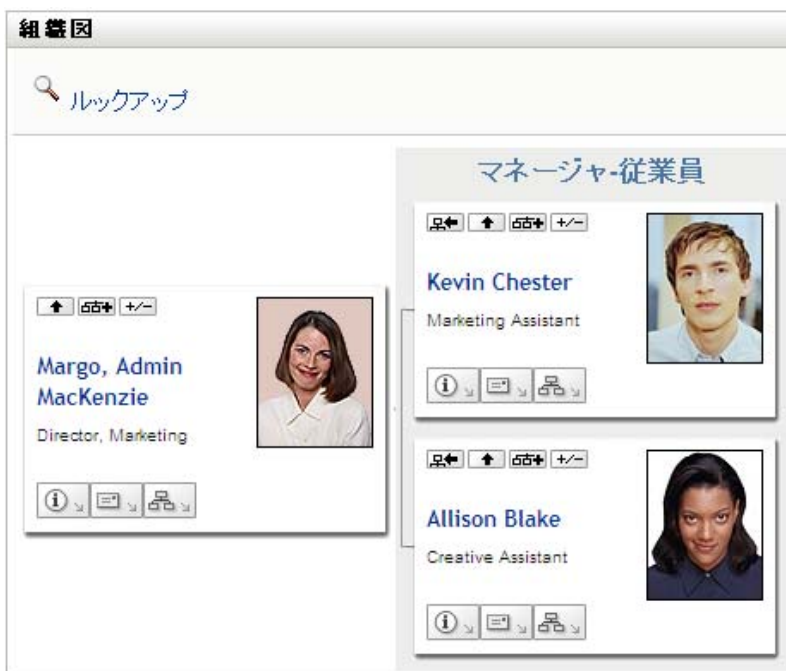 組織図
ルックアップ
マネージャ-従業員
+/-
Kevin Chester
Marketing Assistant
+/-
Margo, Admin
MacKenzie
Director, Marketing
+/-
Allison Blake
Creative Assistant